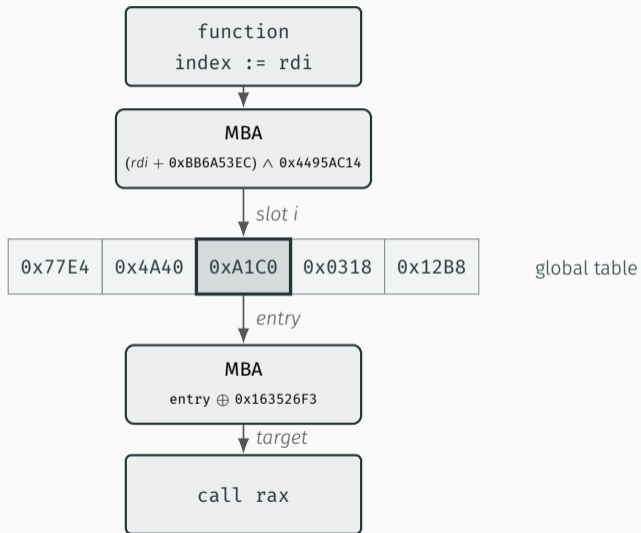 function
index := rdi
MBA
(rdi + 0xBB6A53EC) ∧ 0x4495AC14
slot i
0x77E4 0x4A40 0xA1C0 0x0318 0x12B8 global table
entry
MBA
entry ⊕ 0x163526F3
target
call rax